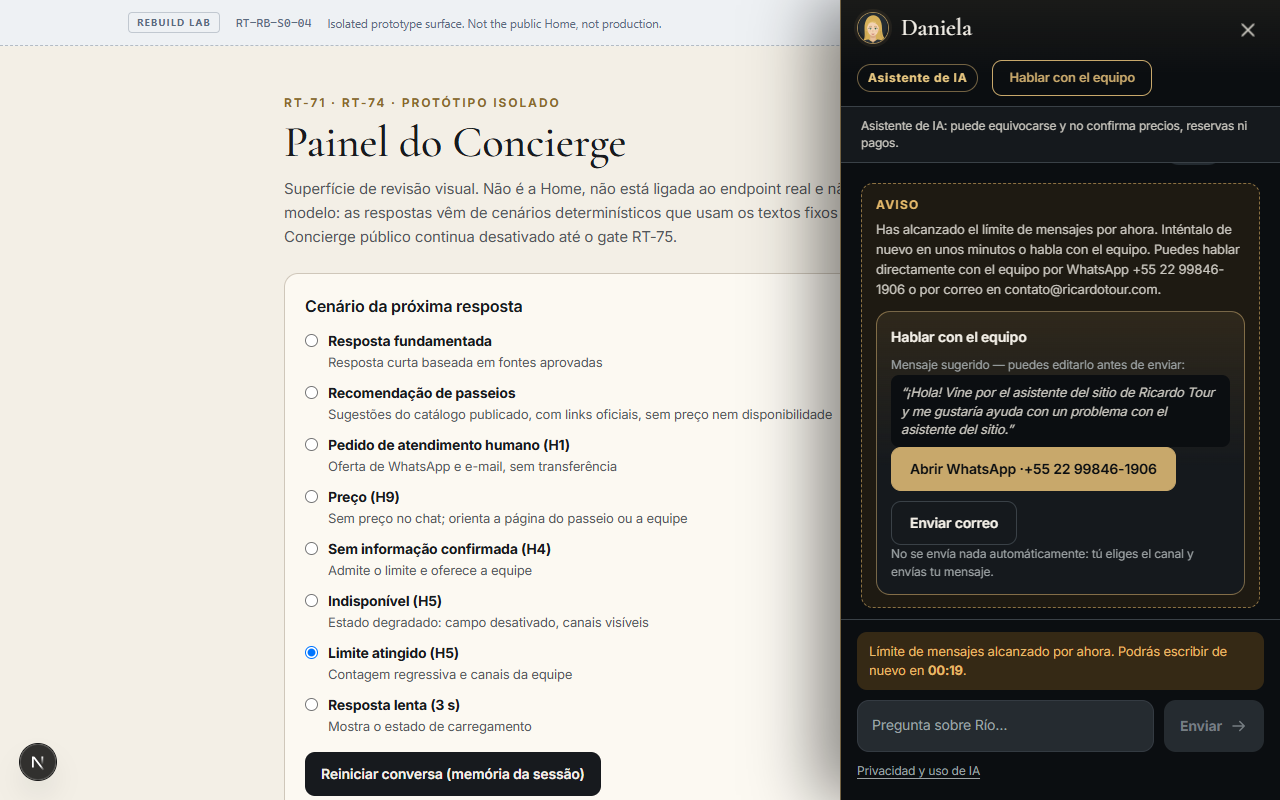 REBUILD LAB RT-RB-S0-04 Isolated prototype surface. Not the public Home, not production.
RT-71 · RT-74 · PROTÓTIPO ISOLADO
Painel do Concierge
Superfície de revisão visual. Não é a Home, não está ligada ao endpoint real e nã
modelo: as respostas vêm de cenários determinísticos que usam os textos fixos
Concierge público continua desativado até o gate RT-75.
Cenário da próxima resposta
Resposta fundamentada
Resposta curta baseada em fontes aprovadas
Recomendação de passeios
Sugestões do catálogo publicado, com links oficiais, sem preço nem disponibilidade
Pedido de atendimento humano (H1)
Oferta de WhatsApp e e-mail, sem transferência
Preço (H9)
Sem preço no chat; orienta a página do passeio ou a equipe
Sem informação confirmada (H4)
Admite o limite e oferece a equipe
Indisponível (H5)
Estado degradado: campo desativado, canais visíveis
Limite atingido (H5)
Contagem regressiva e canais da equipe
Resposta lenta (3 s)
Mostra o estado de carregamento
Reiniciar conversa (memória da sessão)
N
Daniela
Asistente de IA
Hablar con el equipo
Asistente de IA: puede equivocarse y no confirma precios, reservas ni
pagos.
AVISO
Has alcanzado el límite de mensajes por ahora. Inténtalo de
nuevo en unos minutos o habla con el equipo. Puedes hablar
directamente con el equipo por WhatsApp +55 22 99846-
1906 o por correo en contato@ricardotour.com.
Hablar con el equipo
Mensaje sugerido — puedes editarlo antes de enviar:
“¡Hola! Vine por el asistente del sitio de Ricardo Tour
y me gustaría ayuda con un problema con el
asistente del sitio.”
Abrir WhatsApp ·+55 22 99846-1906
Enviar correo
No se envía nada automáticamente: tú eliges el canal y
envías tu mensaje.
Límite de mensajes alcanzado por ahora. Podrás escribir de
nuevo en 00:19.
Pregunta sobre Río...
Enviar →
Privacidad y uso de IA